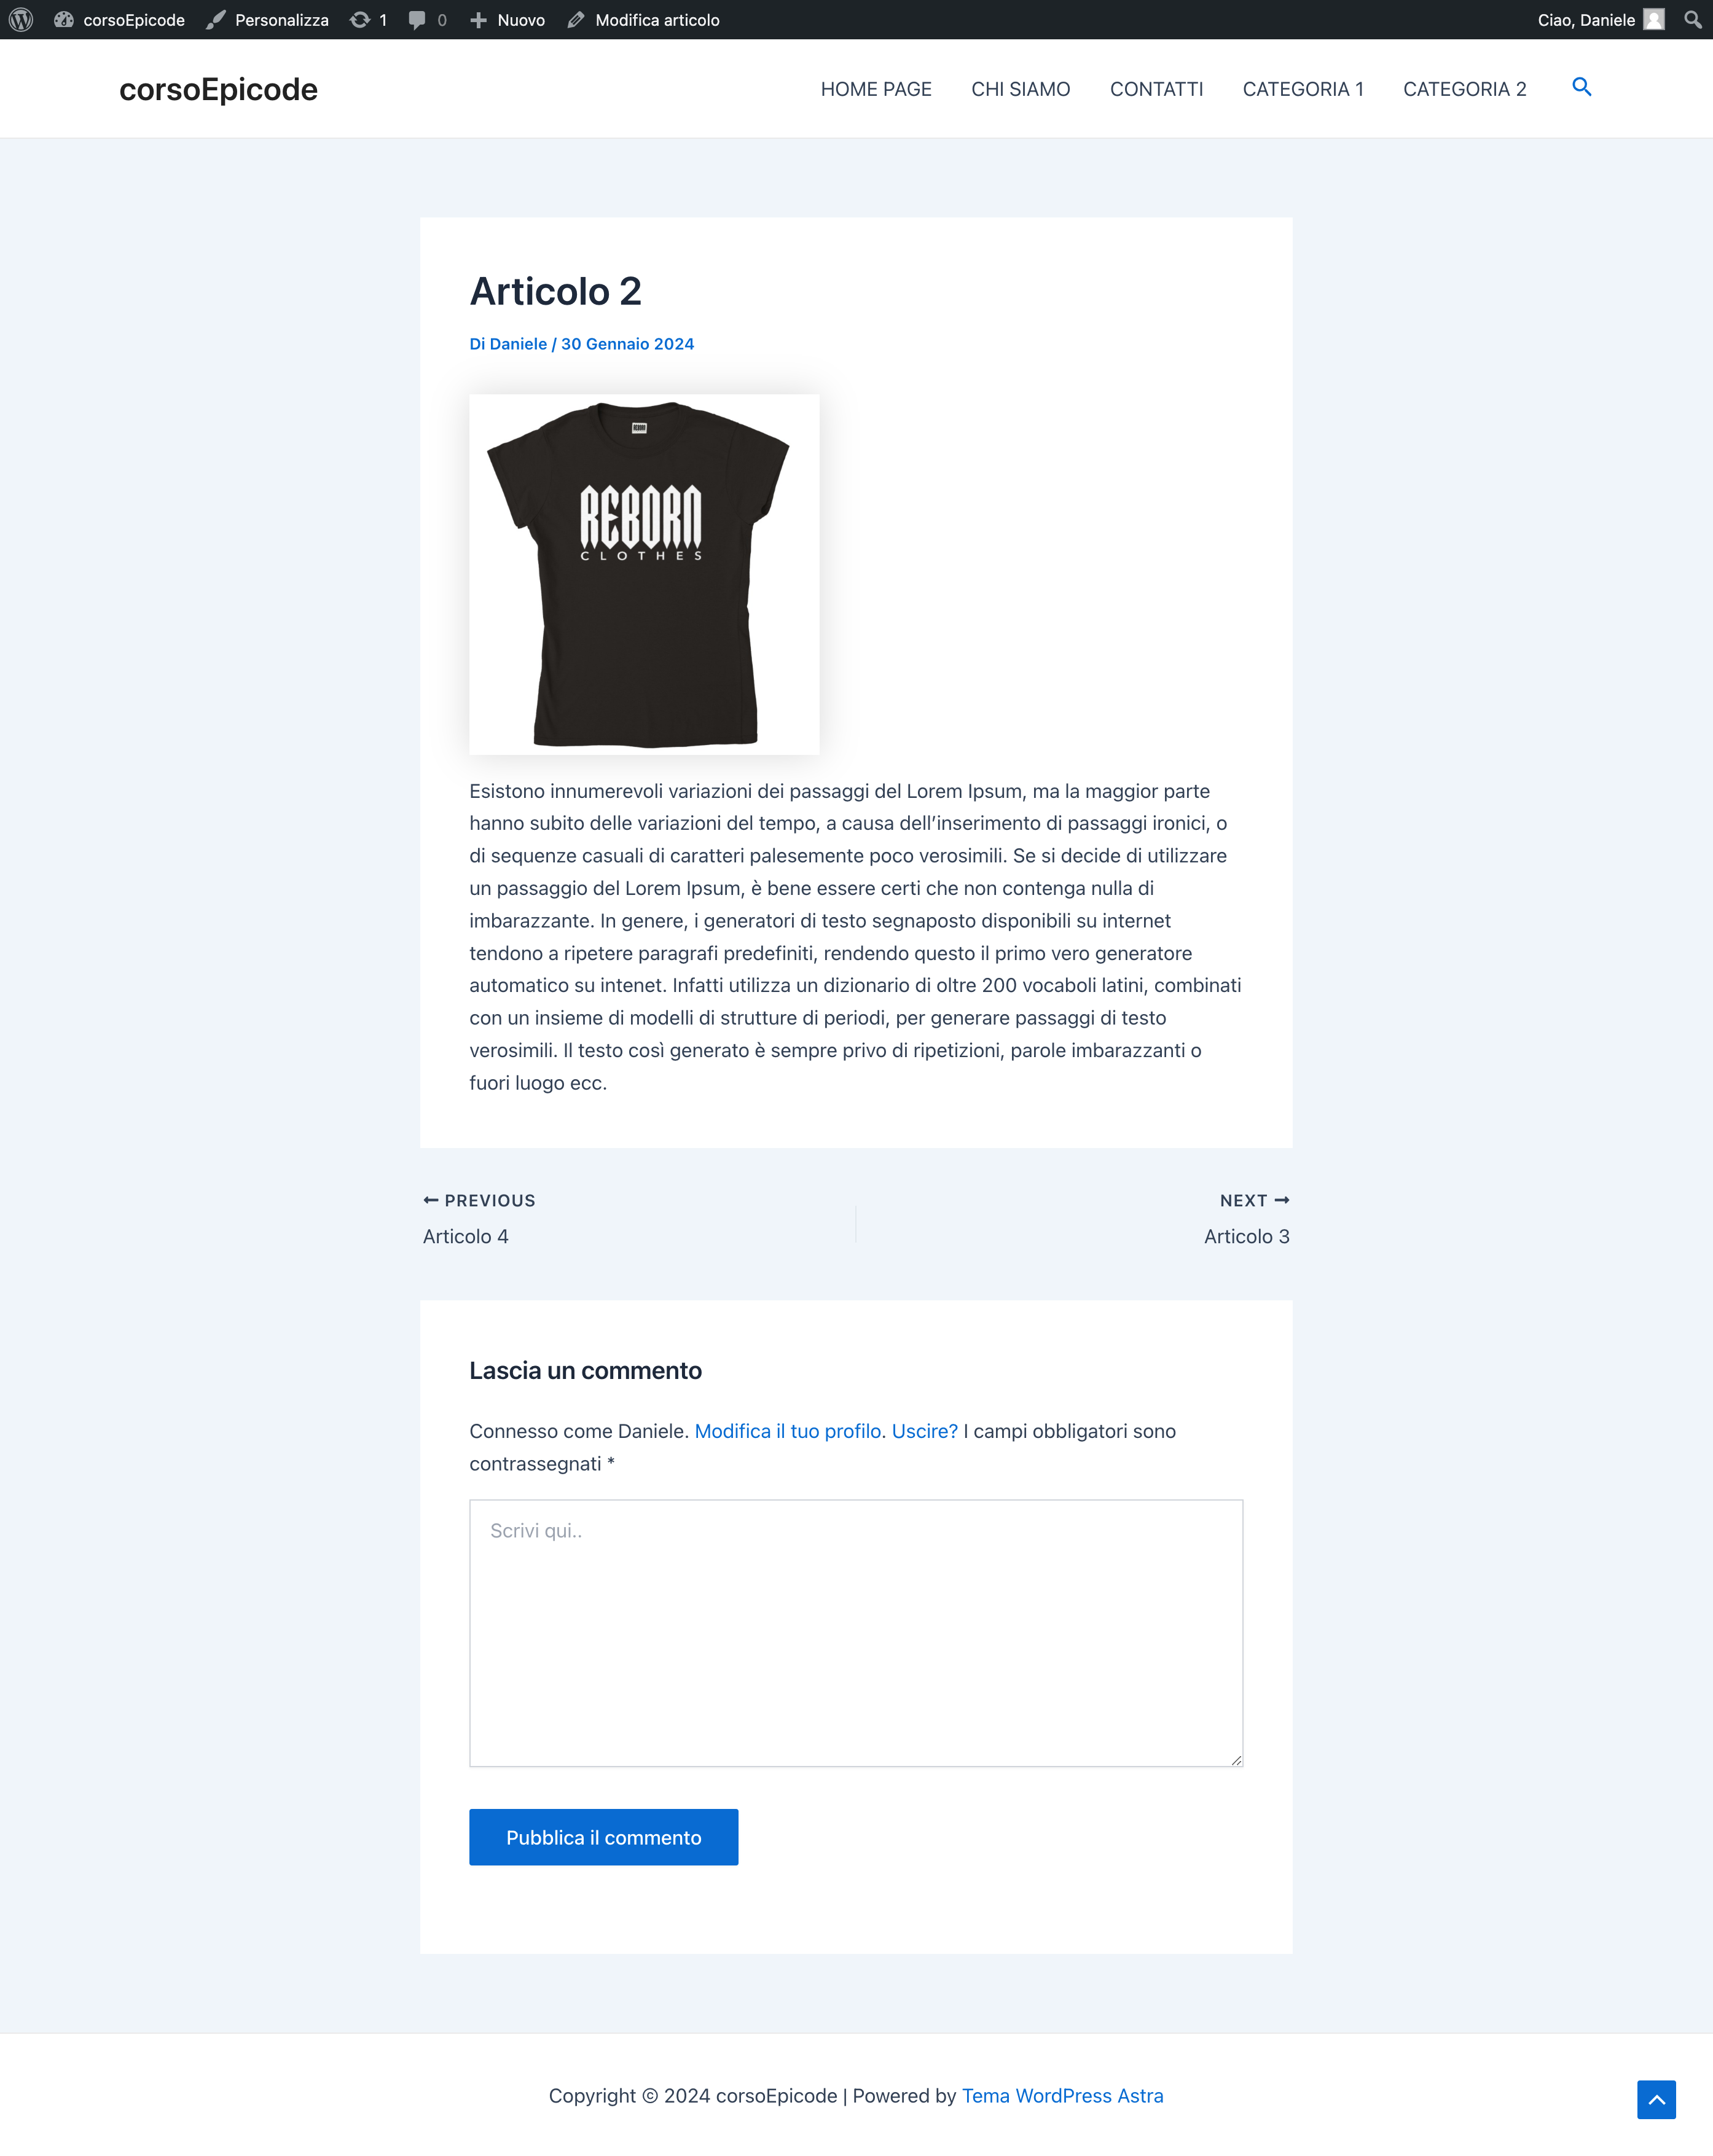 corsoEpicode Personalizza 1 0 Nuovo Modifica articolo Ciao, Daniele
corsoEpicode
HOME PAGE CHI SIAMO CONTATTI CATEGORIA 1 CATEGORIA 2
Articolo 2
Di Daniele / 30 Gennaio 2024
REBORN
CLOTHES
Esistono innumerevoli variazioni dei passaggi del Lorem Ipsum, ma la maggior parte
hanno subito delle variazioni del tempo, a causa dell’inserimento di passaggi ironici, o
di sequenze casuali di caratteri palesemente poco verosimili. Se si decide di utilizzare
un passaggio del Lorem Ipsum, è bene essere certi che non contenga nulla di
imbarazzante. In genere, i generatori di testo segnaposto disponibili su internet
tendono a ripetere paragrafi predefiniti, rendendo questo il primo vero generatore
automatico su intenet. Infatti utilizza un dizionario di oltre 200 vocaboli latini, combinati
con un insieme di modelli di strutture di periodi, per generare passaggi di testo
verosimili. Il testo così generato è sempre privo di ripetizioni, parole imbarazzanti o
fuori luogo ecc.
← PREVIOUS
Articolo 4
NEXT →
Articolo 3
Lascia un commento
Connesso come Daniele. Modifica il tuo profilo. Uscire? I campi obbligatori sono
contrassegnati *
Scrivi qui..
Pubblica il commento
Copyright © 2024 corsoEpicode | Powered by Tema WordPress Astra